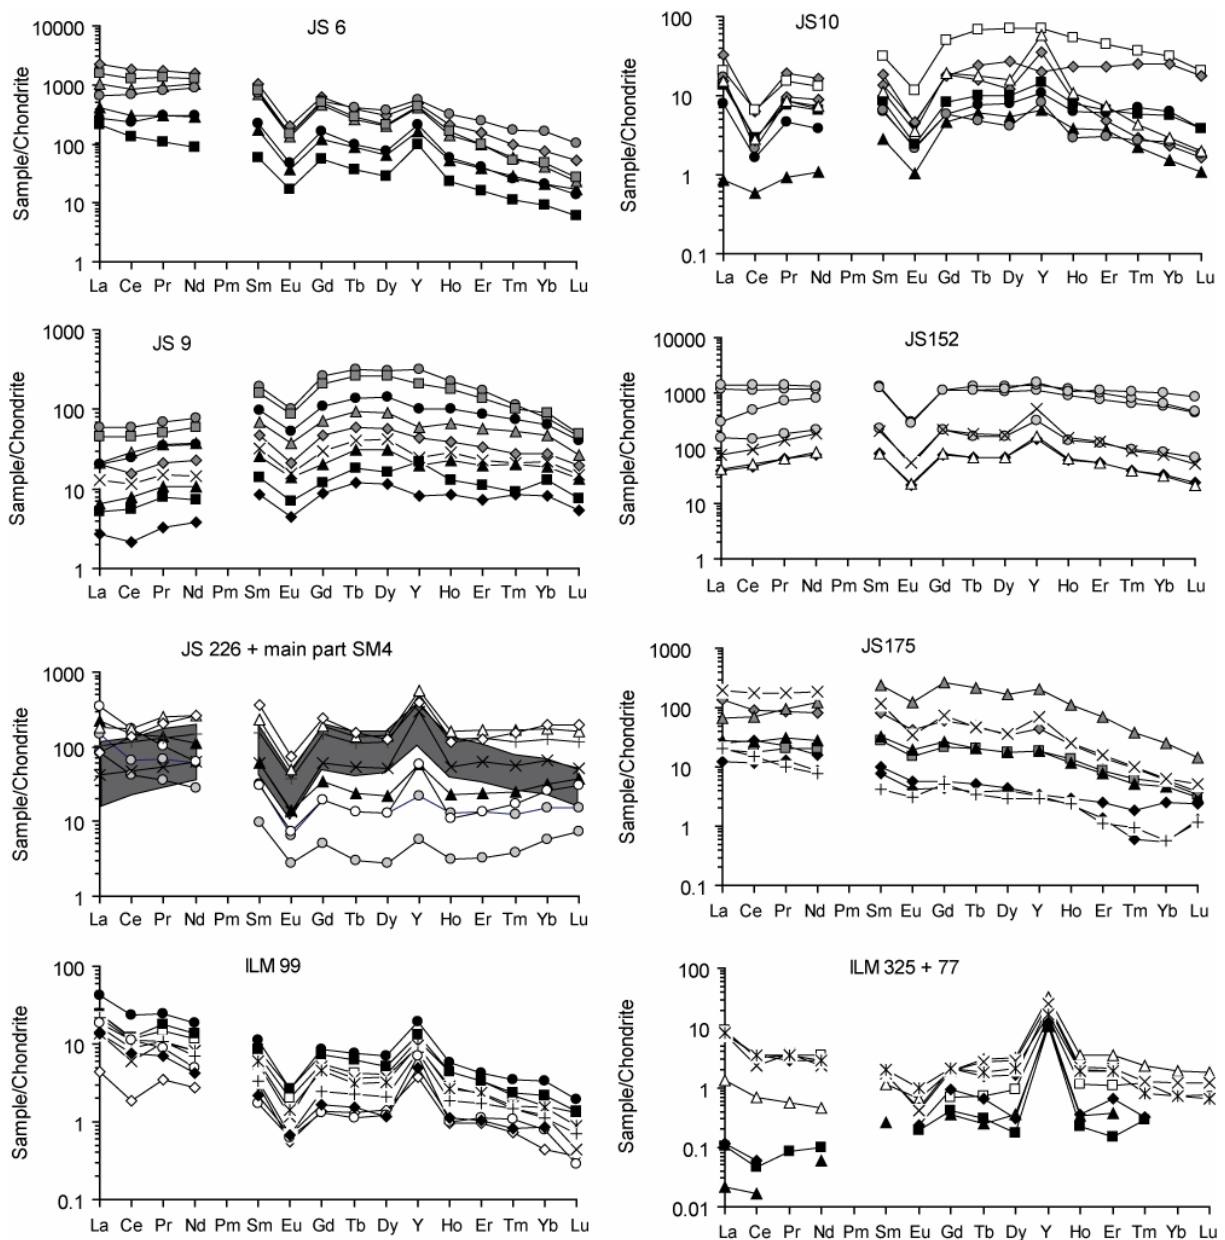 JS 6
Sample/Chondrite
10000
1000
100
10
1
La Ce Pr Nd Pm Sm Eu Gd Tb Dy Y Ho Er Tm Yb Lu
JS10
Sample/Chondrite
100
10
1
0.1
La Ce Pr Nd Pm Sm Eu Gd Tb Dy Y Ho Er Tm Yb Lu
JS 9
Sample/Chondrite
1000
100
10
1
La Ce Pr Nd Pm Sm Eu Gd Tb Dy Y Ho Er Tm Yb Lu
JS152
Sample/Chondrite
10000
1000
100
10
1
La Ce Pr Nd Pm Sm Eu Gd Tb Dy Y Ho Er Tm Yb Lu
JS 226 + main part SM4
Sample/Chondrite
1000
100
10
1
La Ce Pr Nd Pm Sm Eu Gd Tb Dy Y Ho Er Tm Yb Lu
JS175
Sample/Chondrite
1000
100
10
1
0.1
La Ce Pr Nd Pm Sm Eu Gd Tb Dy Y Ho Er Tm Yb Lu
ILM 99
Sample/Chondrite
100
10
1
0.1
La Ce Pr Nd Pm Sm Eu Gd Tb Dy Y Ho Er Tm Yb Lu
ILM 325 + 77
Sample/Chondrite
100
10
1
0.1
0.01
La Ce Pr Nd Pm Sm Eu Gd Tb Dy Y Ho Er Tm Yb Lu